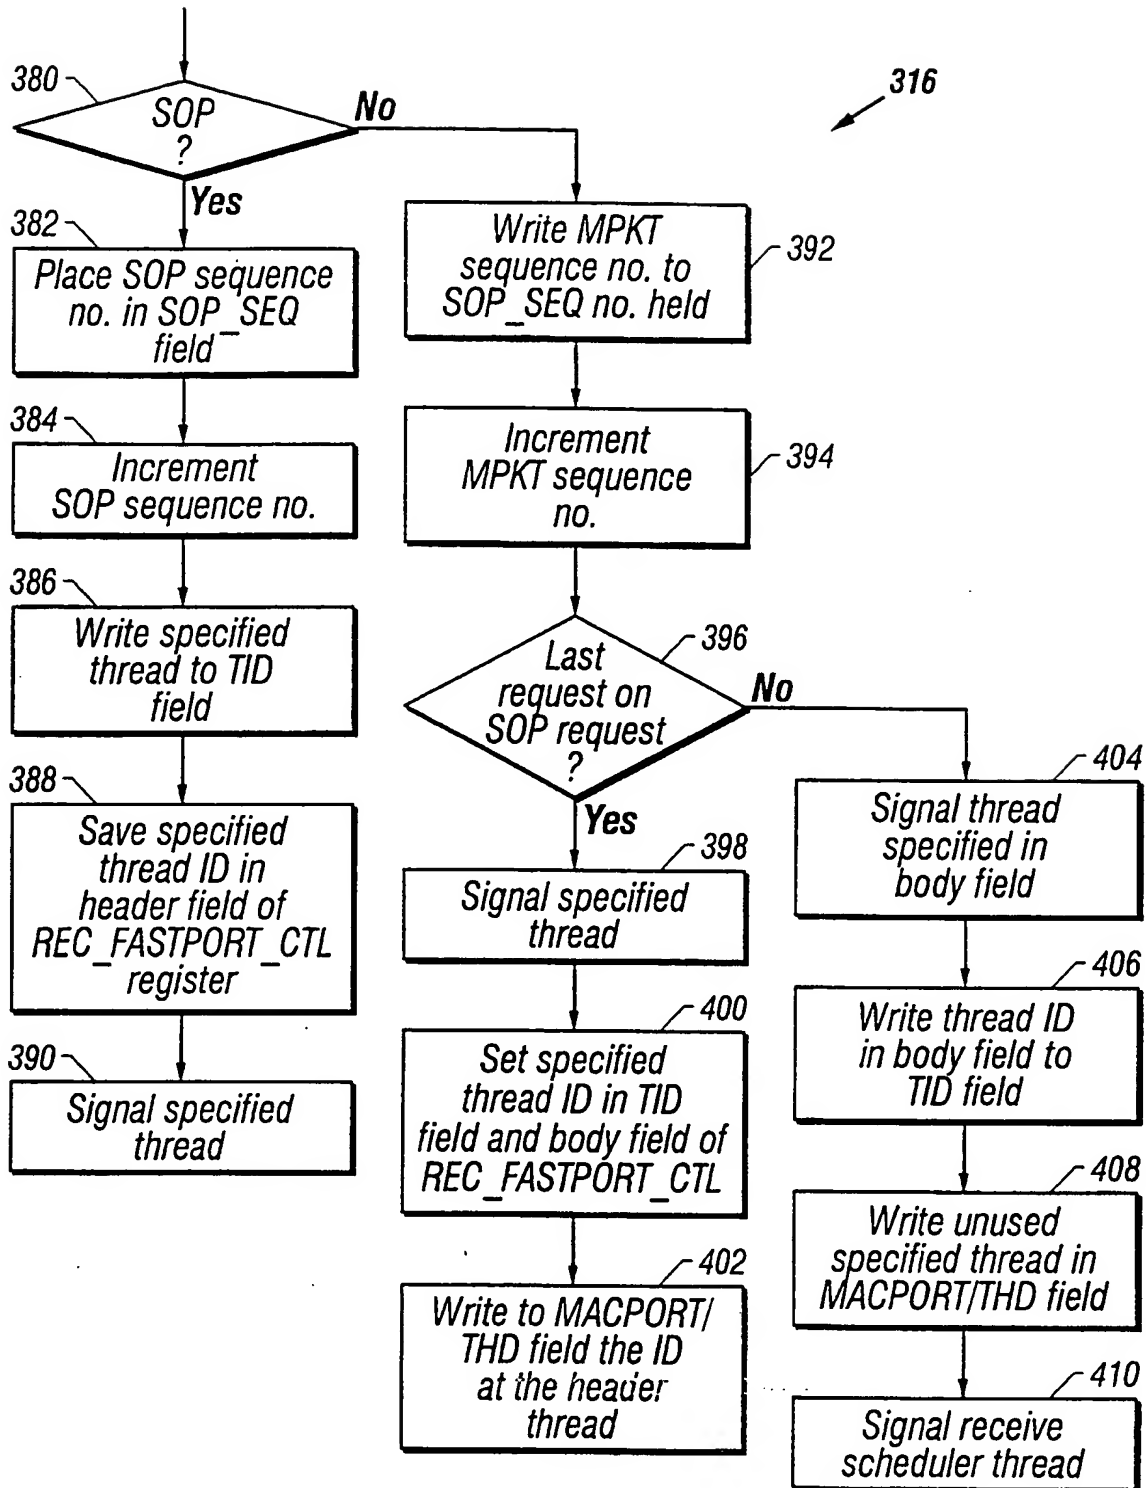 380
SOP
?
No
316
Yes
382
Place SOP sequence
no. in SOP_SEQ
field
384
Increment
SOP sequence no.
386
Write specified
thread to TID
field
388
Save specified
thread ID in
header field of
REC_FASTPORT_CTL
register
390
Signal specified
thread
Write MPKT
sequence no. to
SOP_SEQ no. held
392
Increment
MPKT sequence
no.
394
Last
request on
SOP request
?
396
No
Yes
398
Signal specified
thread
400
Set specified
thread ID in TID
field and body field of
REC_FASTPORT_CTL
402
Write to MACPORT/
THD field the ID
at the header
thread
404
Signal thread
specified in
body field
406
Write thread ID
in body field to
TID field
408
Write unused
specified thread in
MACPORT/THD field
410
Signal receive
scheduler thread